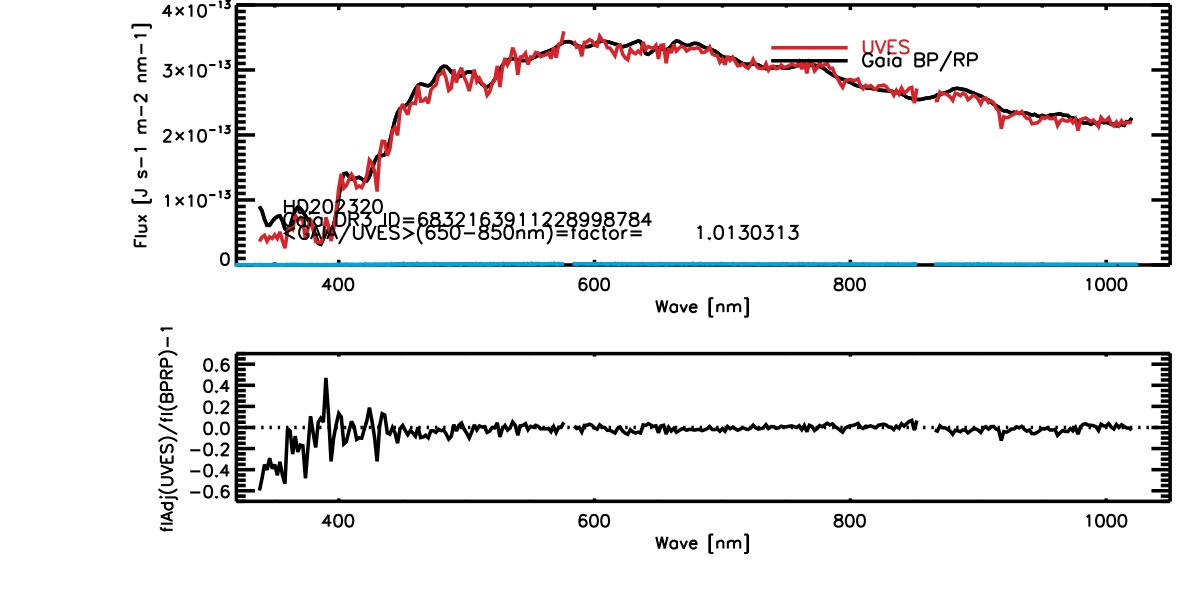 4×10−13
3×10−13
2×10−13
1×10−13
0
Flux [J s−1 m−2 nm−1]
UVES
Gaia BP/RP
HD202320
Gaia DR3 ID=6832163911228998784
<GAIA/UVES>(650−850nm)=factor= 1.0130313
400 600 800 1000
Wave [nm]
flAdj(UVES)/fl(BPRP)−1
0.6
0.4
0.2
0.0
−0.2
−0.4
−0.6
400 600 800 1000
Wave [nm]